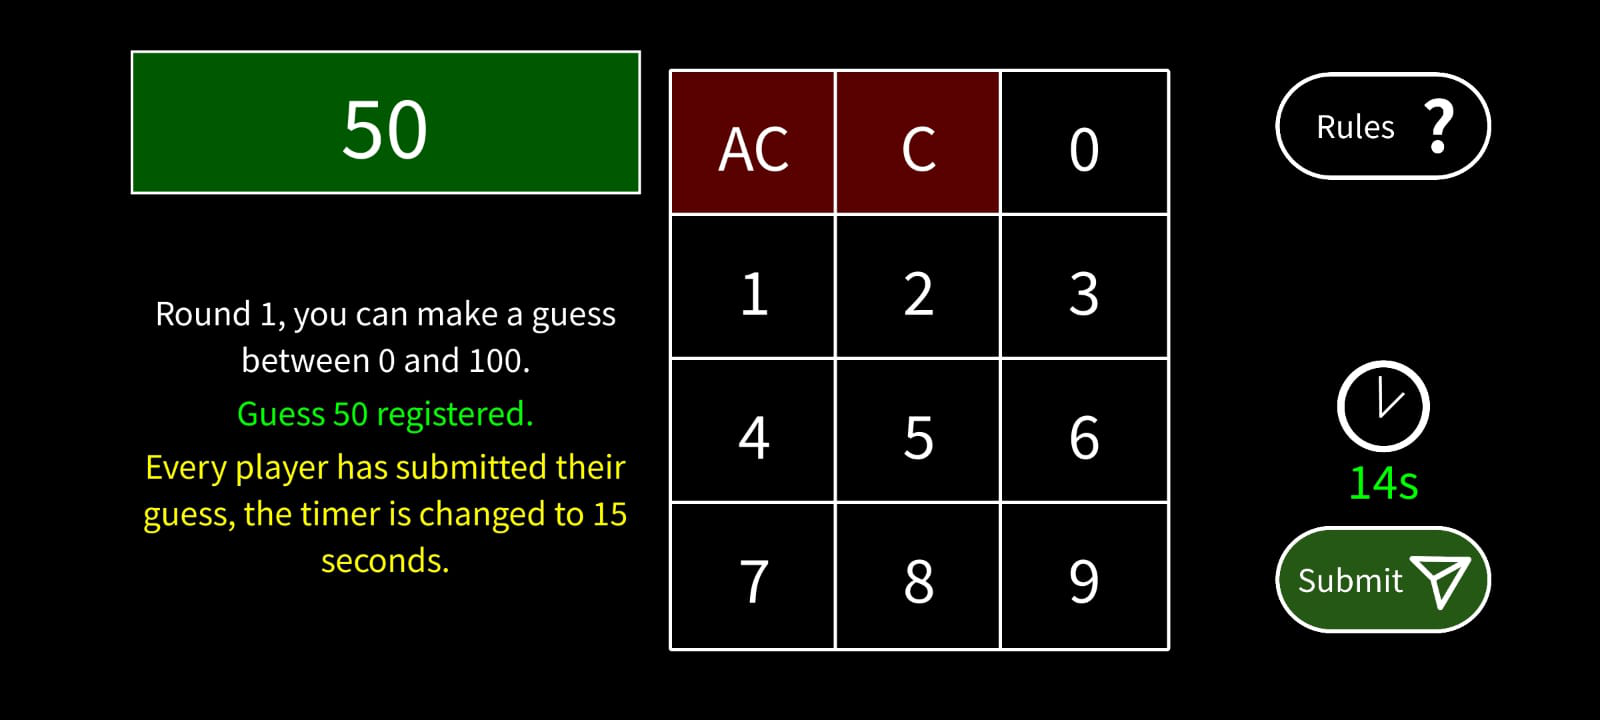 50
Round 1, you can make a guess
between 0 and 100.
Guess 50 registered.
Every player has submitted their
guess, the timer is changed to 15
seconds.
AC C 0
1 2 3
4 5 6
7 8 9
Rules ?
14s
Submit